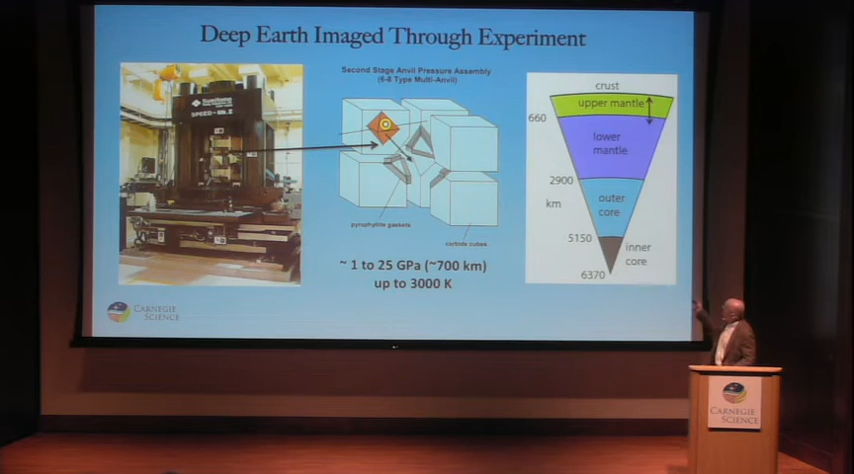 Deep Earth Imaged Through Experiment
Second Stage Anvil Pressure Assembly
(6-8 Type Multi-Anvil)
SPEED - Mk.II
pyrophyllite gaskets
carbide cubes
~ 1 to 25 GPa (~700 km)
up to 3000 K
crust
upper mantle
660
lower
mantle
2900
km
outer
core
5150
inner
core
6370
CARNEGIE
SCIENCE
CARNEGIE
SCIENCE